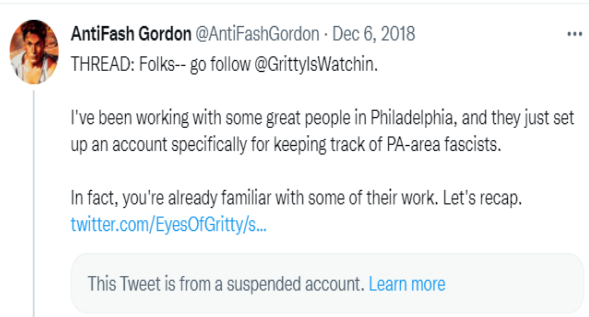 AntiFash Gordon @AntiFashGordon · Dec 6, 2018
THREAD: Folks-- go follow @GrittyIsWatchin.
I've been working with some great people in Philadelphia, and they just set
up an account specifically for keeping track of PA-area fascists.
In fact, you're already familiar with some of their work. Let's recap.
twitter.com/EyesOfGritty/s...
This Tweet is from a suspended account. Learn more